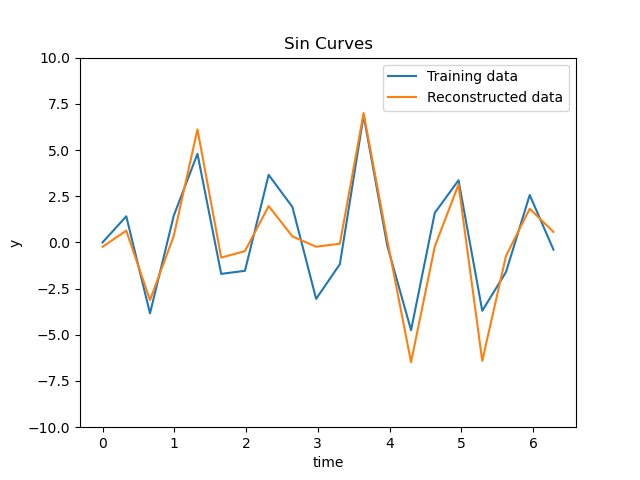 Sin Curves
Training data
Reconstructed data
10.0
7.5
5.0
2.5
0.0
−2.5
−5.0
−7.5
−10.0
y
0 1 2 3 4 5 6
time